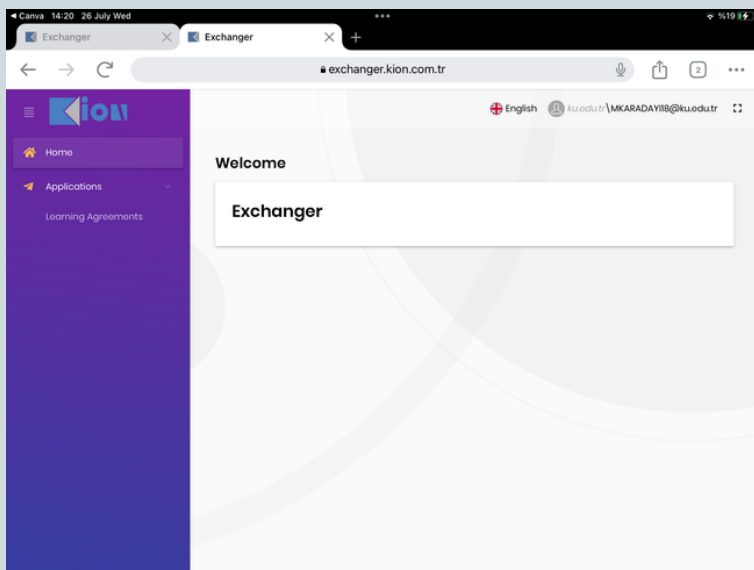 Canva 14:20 26 July Wed
%19
Exchanger
Exchanger
exchanger.kion.com.tr
2
Kion
English ku.edu.tr\MKARADAYI18@ku.edu.tr
Home
Applications
Learning Agreements
Welcome
Exchanger